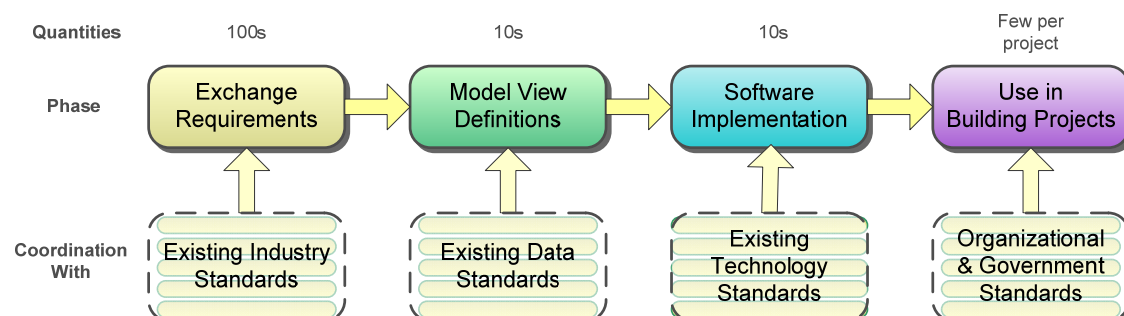 Quantities
100s
10s
10s
Few per
project
Phase
Exchange
Requirements
Model View
Definitions
Software
Implementation
Use in
Building Projects
Coordination
With
Existing Industry
Standards
Existing Data
Standards
Existing
Technology
Standards
Organizational
& Government
Standards